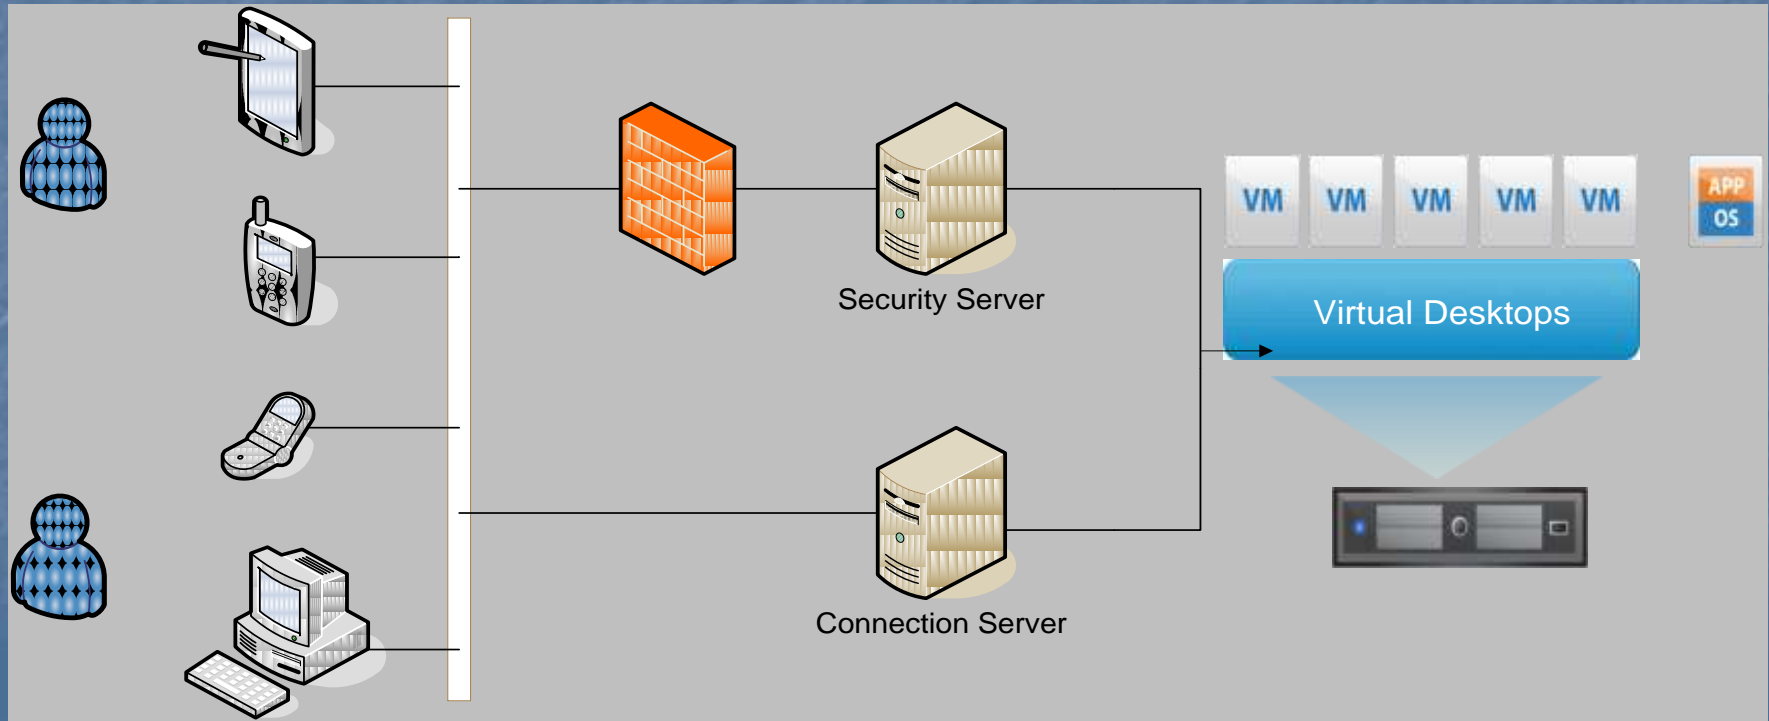 VM VM VM VM VM
APP
OS
Security Server
Virtual Desktops
Connection Server